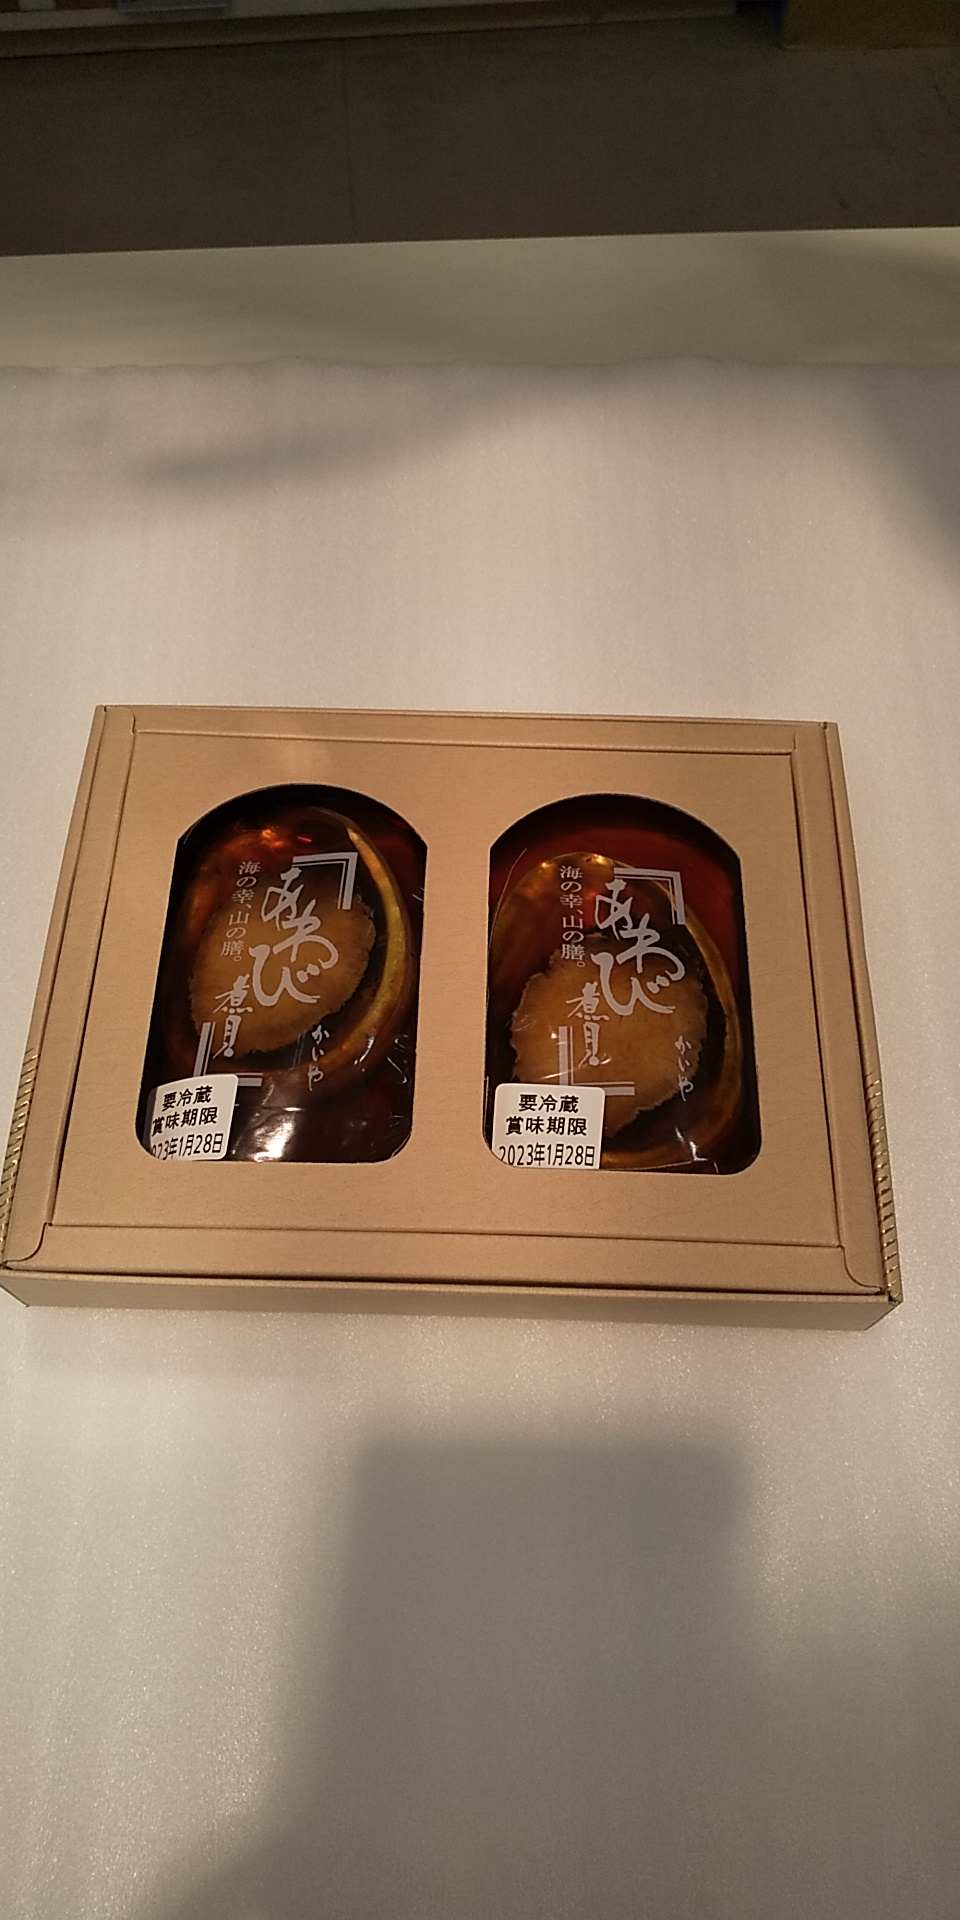 海の幸、山の膳。
あわび
煮貝
かいや
要冷蔵
賞味期限
023年1月28日
海の幸、山の膳。
あわび
煮貝
かいや
要冷蔵
賞味期限
2023年1月28日